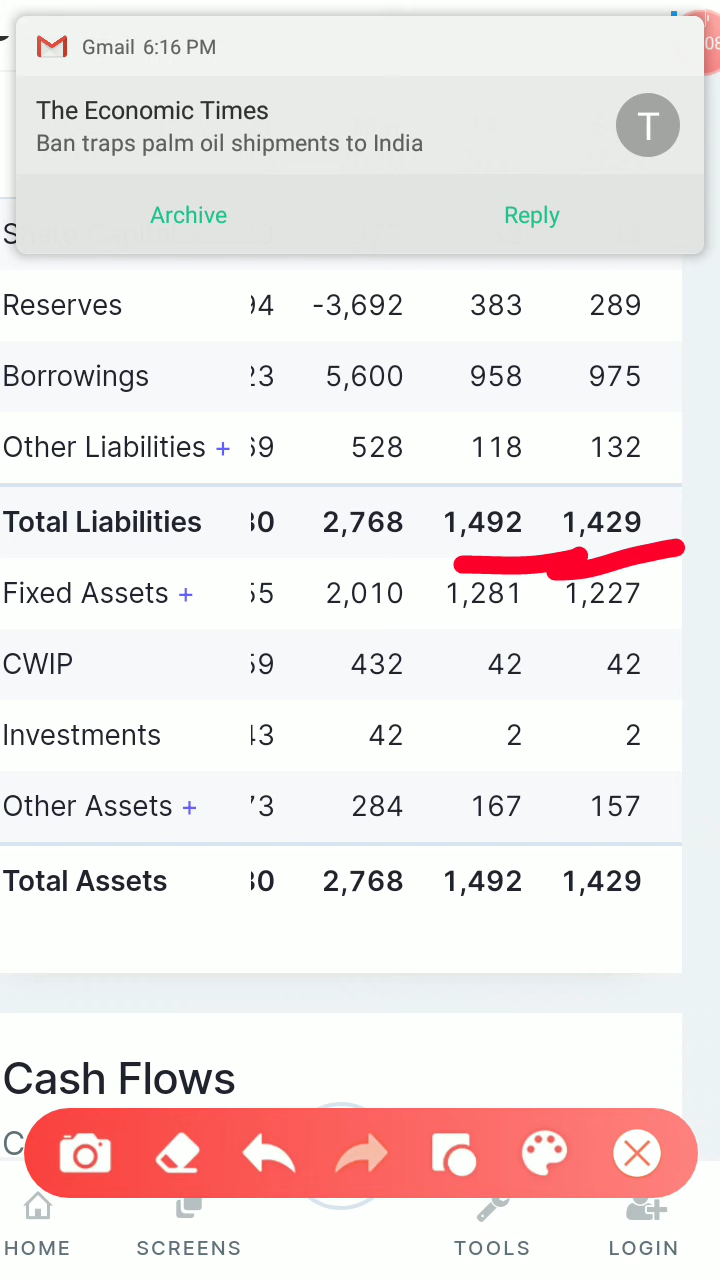 Gmail 6:16 PM
The Economic Times
Ban traps palm oil shipments to India
T
Archive Reply
Reserves -3,692 383 289
Borrowings 5,600 958 975
Other Liabilities + 528 118 132
Total Liabilities 2,768 1,492 1,429
Fixed Assets + 2,010 1,281 1,227
CWIP 432 42 42
Investments 42 2 2
Other Assets + 284 167 157
Total Assets 2,768 1,492 1,429
Cash Flows
HOME SCREENS TOOLS LOGIN